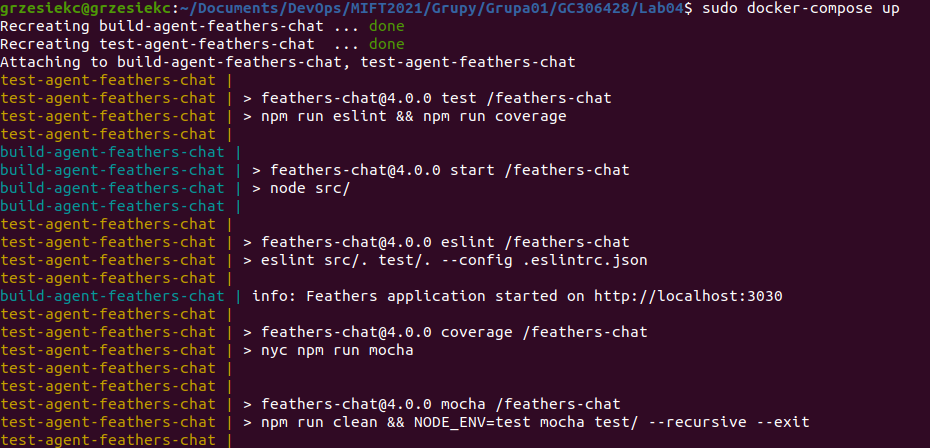 grzesiekc@grzesiekc:~/Documents/DevOps/MIFT2021/Grupy/Grupa01/GC306428/Lab04$ sudo docker-compose up
Recreating build-agent-feathers-chat ... done
Recreating test-agent-feathers-chat  ... done
Attaching to build-agent-feathers-chat, test-agent-feathers-chat
test-agent-feathers-chat |
test-agent-feathers-chat | > feathers-chat@4.0.0 test /feathers-chat
test-agent-feathers-chat | > npm run eslint && npm run coverage
test-agent-feathers-chat |
build-agent-feathers-chat |
build-agent-feathers-chat | > feathers-chat@4.0.0 start /feathers-chat
build-agent-feathers-chat | > node src/
build-agent-feathers-chat |
test-agent-feathers-chat |
test-agent-feathers-chat | > feathers-chat@4.0.0 eslint /feathers-chat
test-agent-feathers-chat | > eslint src/. test/. --config .eslintrc.json
test-agent-feathers-chat |
build-agent-feathers-chat | info: Feathers application started on http://localhost:3030
test-agent-feathers-chat |
test-agent-feathers-chat | > feathers-chat@4.0.0 coverage /feathers-chat
test-agent-feathers-chat | > nyc npm run mocha
test-agent-feathers-chat |
test-agent-feathers-chat |
test-agent-feathers-chat | > feathers-chat@4.0.0 mocha /feathers-chat
test-agent-feathers-chat | > npm run clean && NODE_ENV=test mocha test/ --recursive --exit
test-agent-feathers-chat |